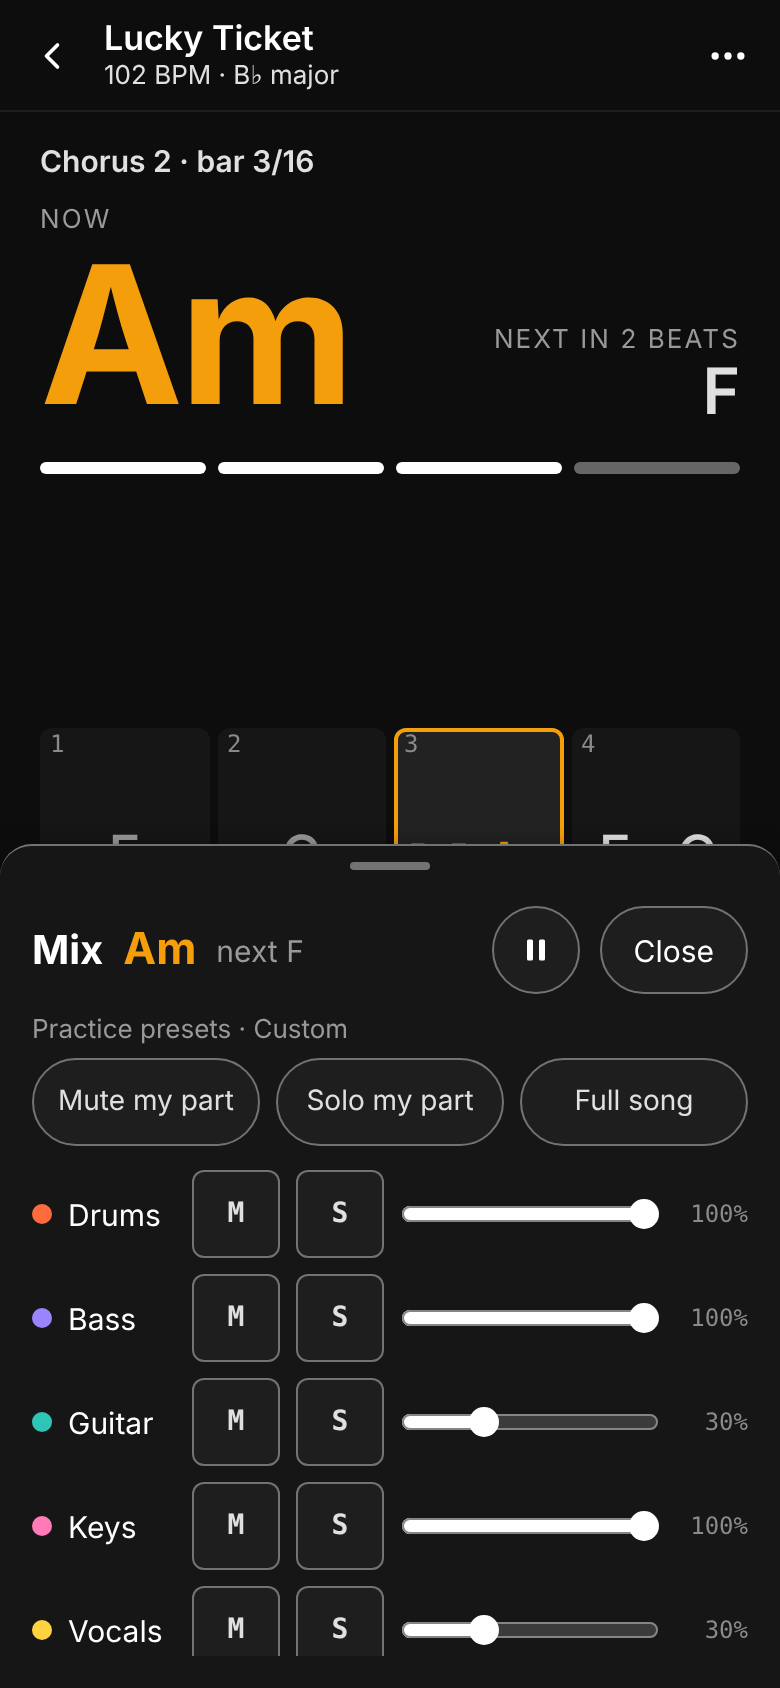 Lucky Ticket
102 BPM · B♭ major
Chorus 2 · bar 3/16
NOW
Am
NEXT IN 2 BEATS
F
1 2 3 4
Mix Am next F Close
Practice presets · Custom
Mute my part Solo my part Full song
Drums M S 100%
Bass M S 100%
Guitar M S 30%
Keys M S 100%
Vocals M S 30%